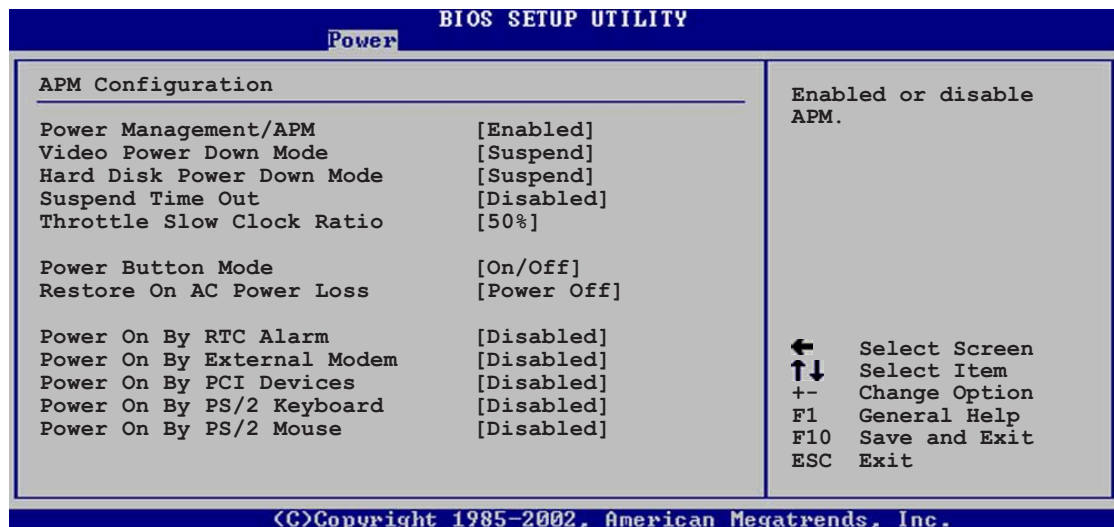 BIOS SETUP UTILITY
Power
APM Configuration
Power Management/APM [Enabled]
Video Power Down Mode [Suspend]
Hard Disk Power Down Mode [Suspend]
Suspend Time Out [Disabled]
Throttle Slow Clock Ratio [50%]
Power Button Mode [On/Off]
Restore On AC Power Loss [Power Off]
Power On By RTC Alarm [Disabled]
Power On By External Modem [Disabled]
Power On By PCI Devices [Disabled]
Power On By PS/2 Keyboard [Disabled]
Power On By PS/2 Mouse [Disabled]
Enabled or disable
APM.
← Select Screen
↑↓ Select Item
+- Change Option
F1 General Help
F10 Save and Exit
ESC Exit
(C)Copyright 1985-2002, American Megatrends, Inc.